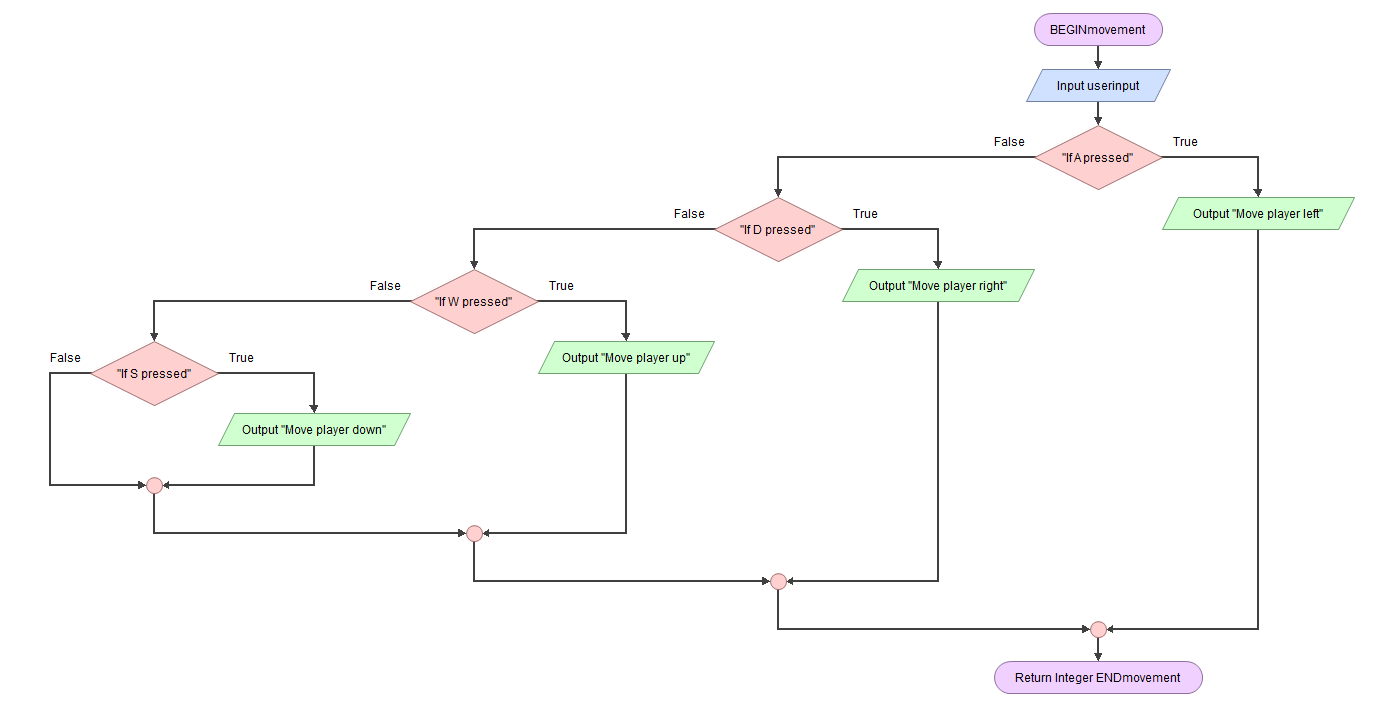 BEGINmovement
Input userinput
False
True
"If A pressed"
Output "Move player left"
False
True
"If D pressed"
Output "Move player right"
False
True
"If W pressed"
Output "Move player up"
False
True
"If S pressed"
Output "Move player down"
Return Integer ENDmovement